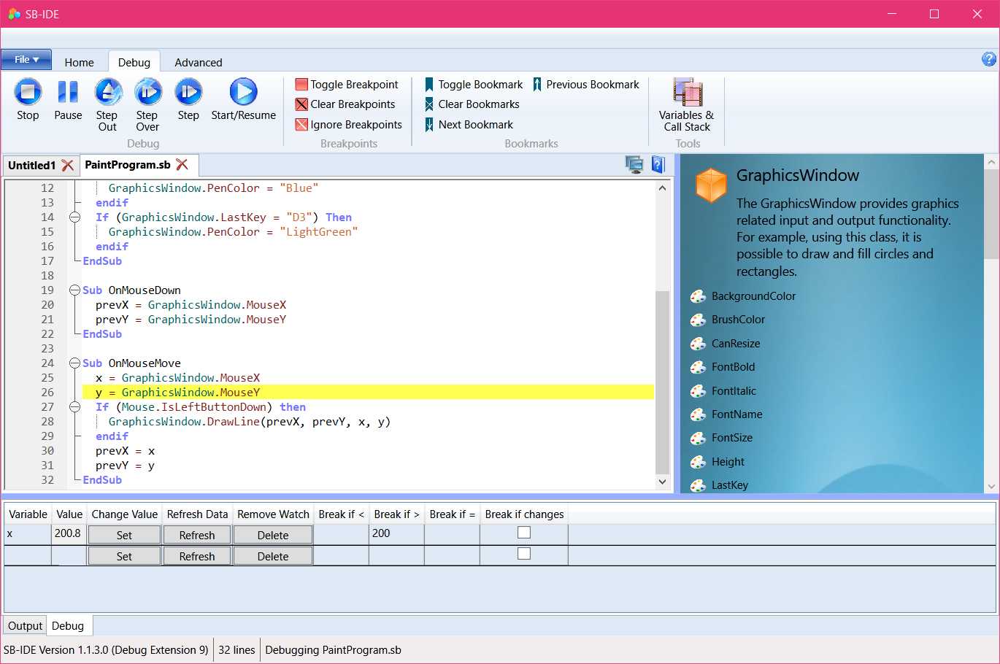 SB-IDE
File
Home
Debug
Advanced
Stop
Pause
Step Out
Step Over
Step
Start/Resume
Debug
Toggle Breakpoint
Clear Breakpoints
Ignore Breakpoints
Breakpoints
Toggle Bookmark
Previous Bookmark
Clear Bookmarks
Next Bookmark
Bookmarks
Variables &
Call Stack
Tools
Untitled1
PaintProgram.sb
12 GraphicsWindow.PenColor = "Blue"
13 endif
14 If (GraphicsWindow.LastKey = "D3") Then
15 GraphicsWindow.PenColor = "LightGreen"
16 endif
17 EndSub
18
19 Sub OnMouseDown
20 prevX = GraphicsWindow.MouseX
21 prevY = GraphicsWindow.MouseY
22 EndSub
23
24 Sub OnMouseMove
25 x = GraphicsWindow.MouseX
26 y = GraphicsWindow.MouseY
27 If (Mouse.IsLeftButtonDown) then
28 GraphicsWindow.DrawLine(prevX, prevY, x, y)
29 endif
30 prevX = x
31 prevY = y
32 EndSub
GraphicsWindow
The GraphicsWindow provides graphics
related input and output functionality.
For example, using this class, it is
possible to draw and fill circles and
rectangles.
BackgroundColor
BrushColor
CanResize
FontBold
FontItalic
FontName
FontSize
Height
LastKey
Variable Value Change Value Refresh Data Remove Watch Break if < Break if > Break if = Break if changes
x 200.8 Set Refresh Delete 200
Set Refresh Delete
Output
Debug
SB-IDE Version 1.1.3.0 (Debug Extension 9) 32 lines Debugging PaintProgram.sb